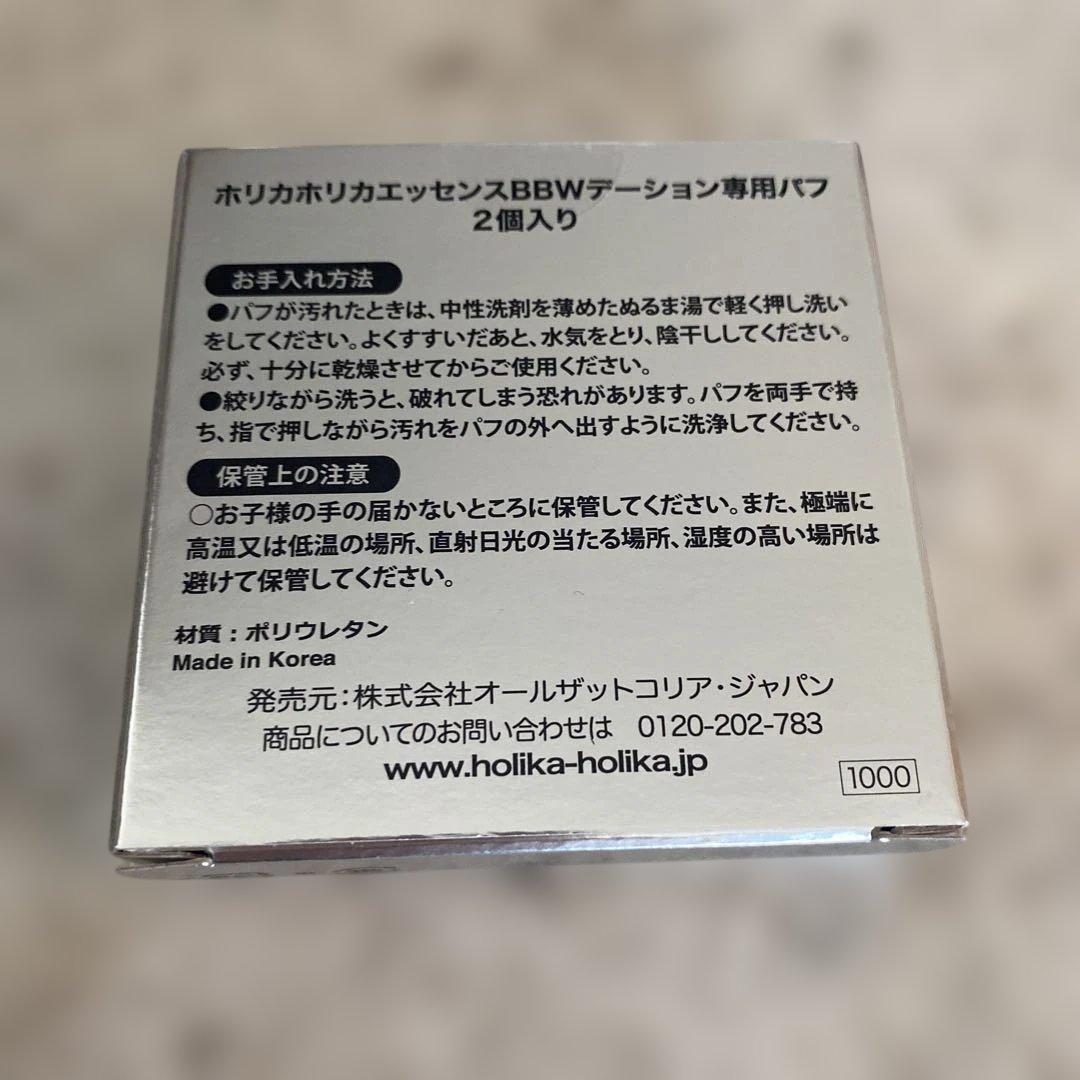 ホリカホリカエッセンスBBWデーション専用パフ
2個入り
お手入れ方法
●パフが汚れたときは、中性洗剤を薄めたぬるま湯で軽く押し洗い
をしてください。よくすすいだあと、水気をとり、陰干ししてください。
必ず、十分に乾燥させてからご使用ください。
●絞りながら洗うと、破れてしまう恐れがあります。パフを両手で持
ち、指で押しながら汚れをパフの外へ出すように洗浄してください。
保管上の注意
○お子様の手の届かないところに保管してください。また、極端に
高温又は低温の場所、直射日光の当たる場所、湿度の高い場所は
避けて保管してください。
材質：ポリウレタン
Made in Korea
発売元：株式会社オールザットコリア・ジャパン
商品についてのお問い合わせは 0120-202-783
www.holika-holika.jp
1000